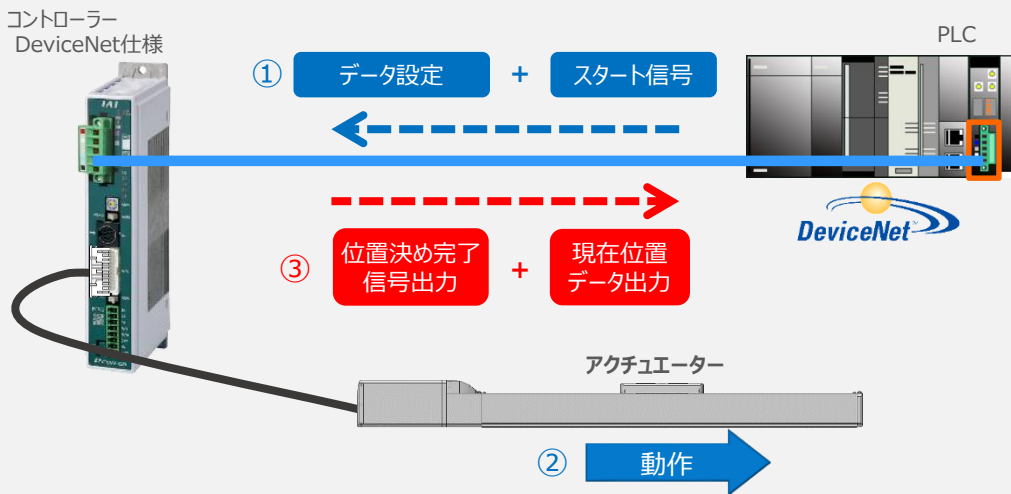 コントローラー
DeviceNet仕様
PLC
① データ設定 + スタート信号
IAI
DeviceNet
③ 位置決め完了 信号出力 + 現在位置 データ出力
アクチュエーター
② 動作